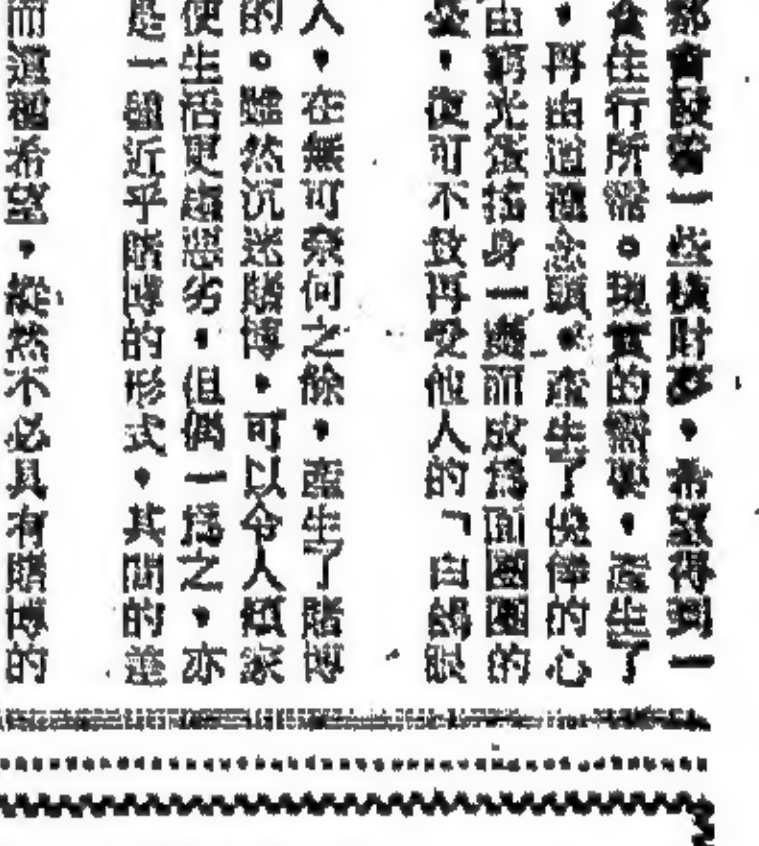 都會發着一些橫財夢，希望得到一
食住行所需。現實的需要，產生了
，再由這種念頭，產生了僥倖的心
由窮光蛋搖身一變而成為面團團的
，復可不致再受他人的「白鴿眼
人，在無可奈何之餘，產生了賭博
的。雖然沉迷賭博，可以令人傾家
使生活更趨惡劣，但偶一為之，亦
是一種近乎賭博的形式，其間的
而這種希望，縱然不必具有賭博的